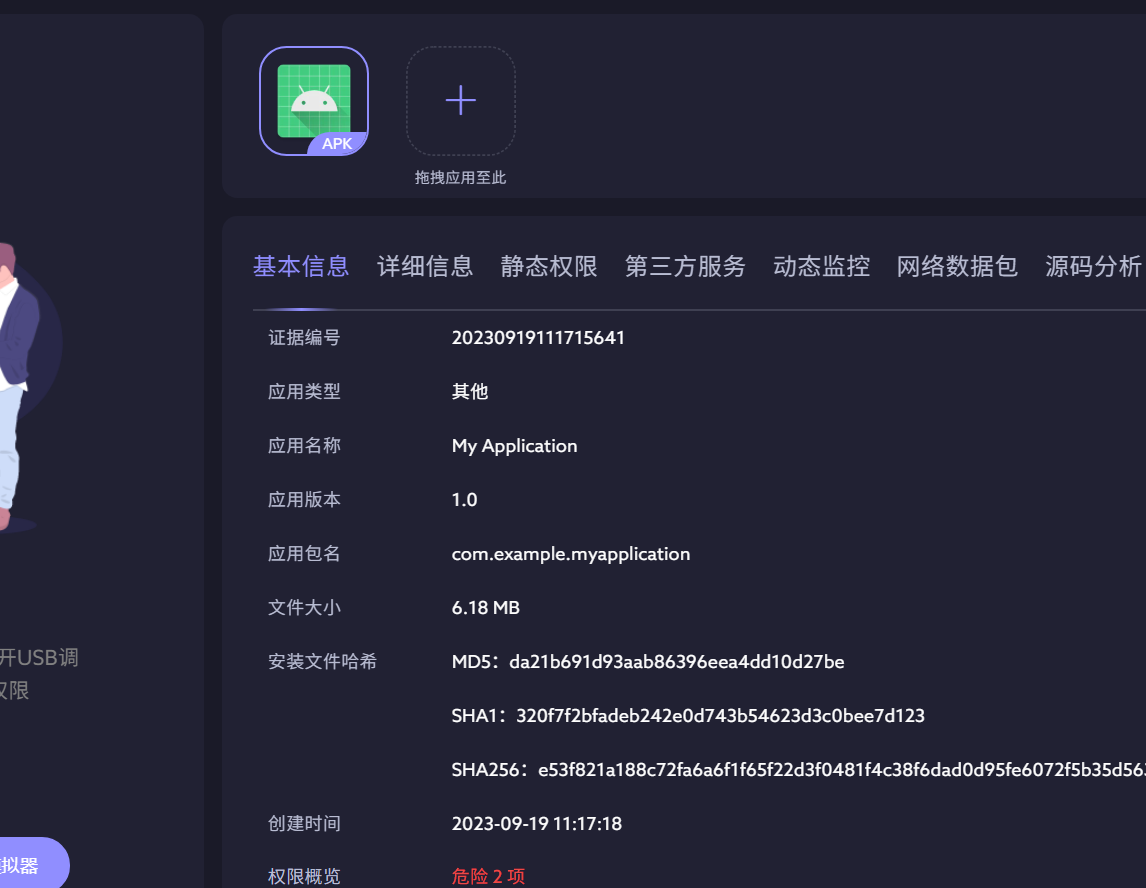 APK
拖拽应用至此
基本信息 详细信息 静态权限 第三方服务 动态监控 网络数据包 源码分析
证据编号 20230919111715641
应用类型 其他
应用名称 My Application
应用版本 1.0
应用包名 com.example.myapplication
文件大小 6.18 MB
安装文件哈希 MD5：da21b691d93aab86396eea4dd10d27be
SHA1：320f7f2bfadeb242e0d743b54623d3c0bee7d123
SHA256：e53f821a188c72fa6a6f1f65f22d3f0481f4c38f6dad0d95fe6072f5b35d56
创建时间 2023-09-19 11:17:18
权限概览 危险 2 项
开USB调
权限
拟器